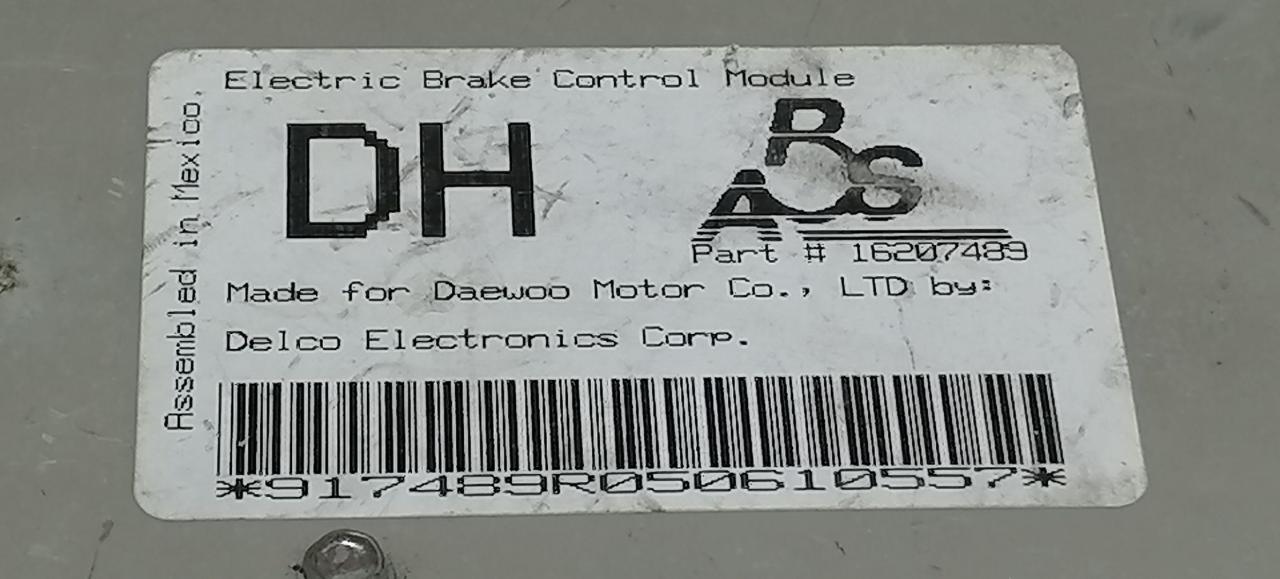 Electric Brake Control Module
DH
ABS
Part # 16207489
Made for Daewoo Motor Co., LTD by:
Delco Electronics Corp.
*917489R050610557*
Assembled in Mexico.